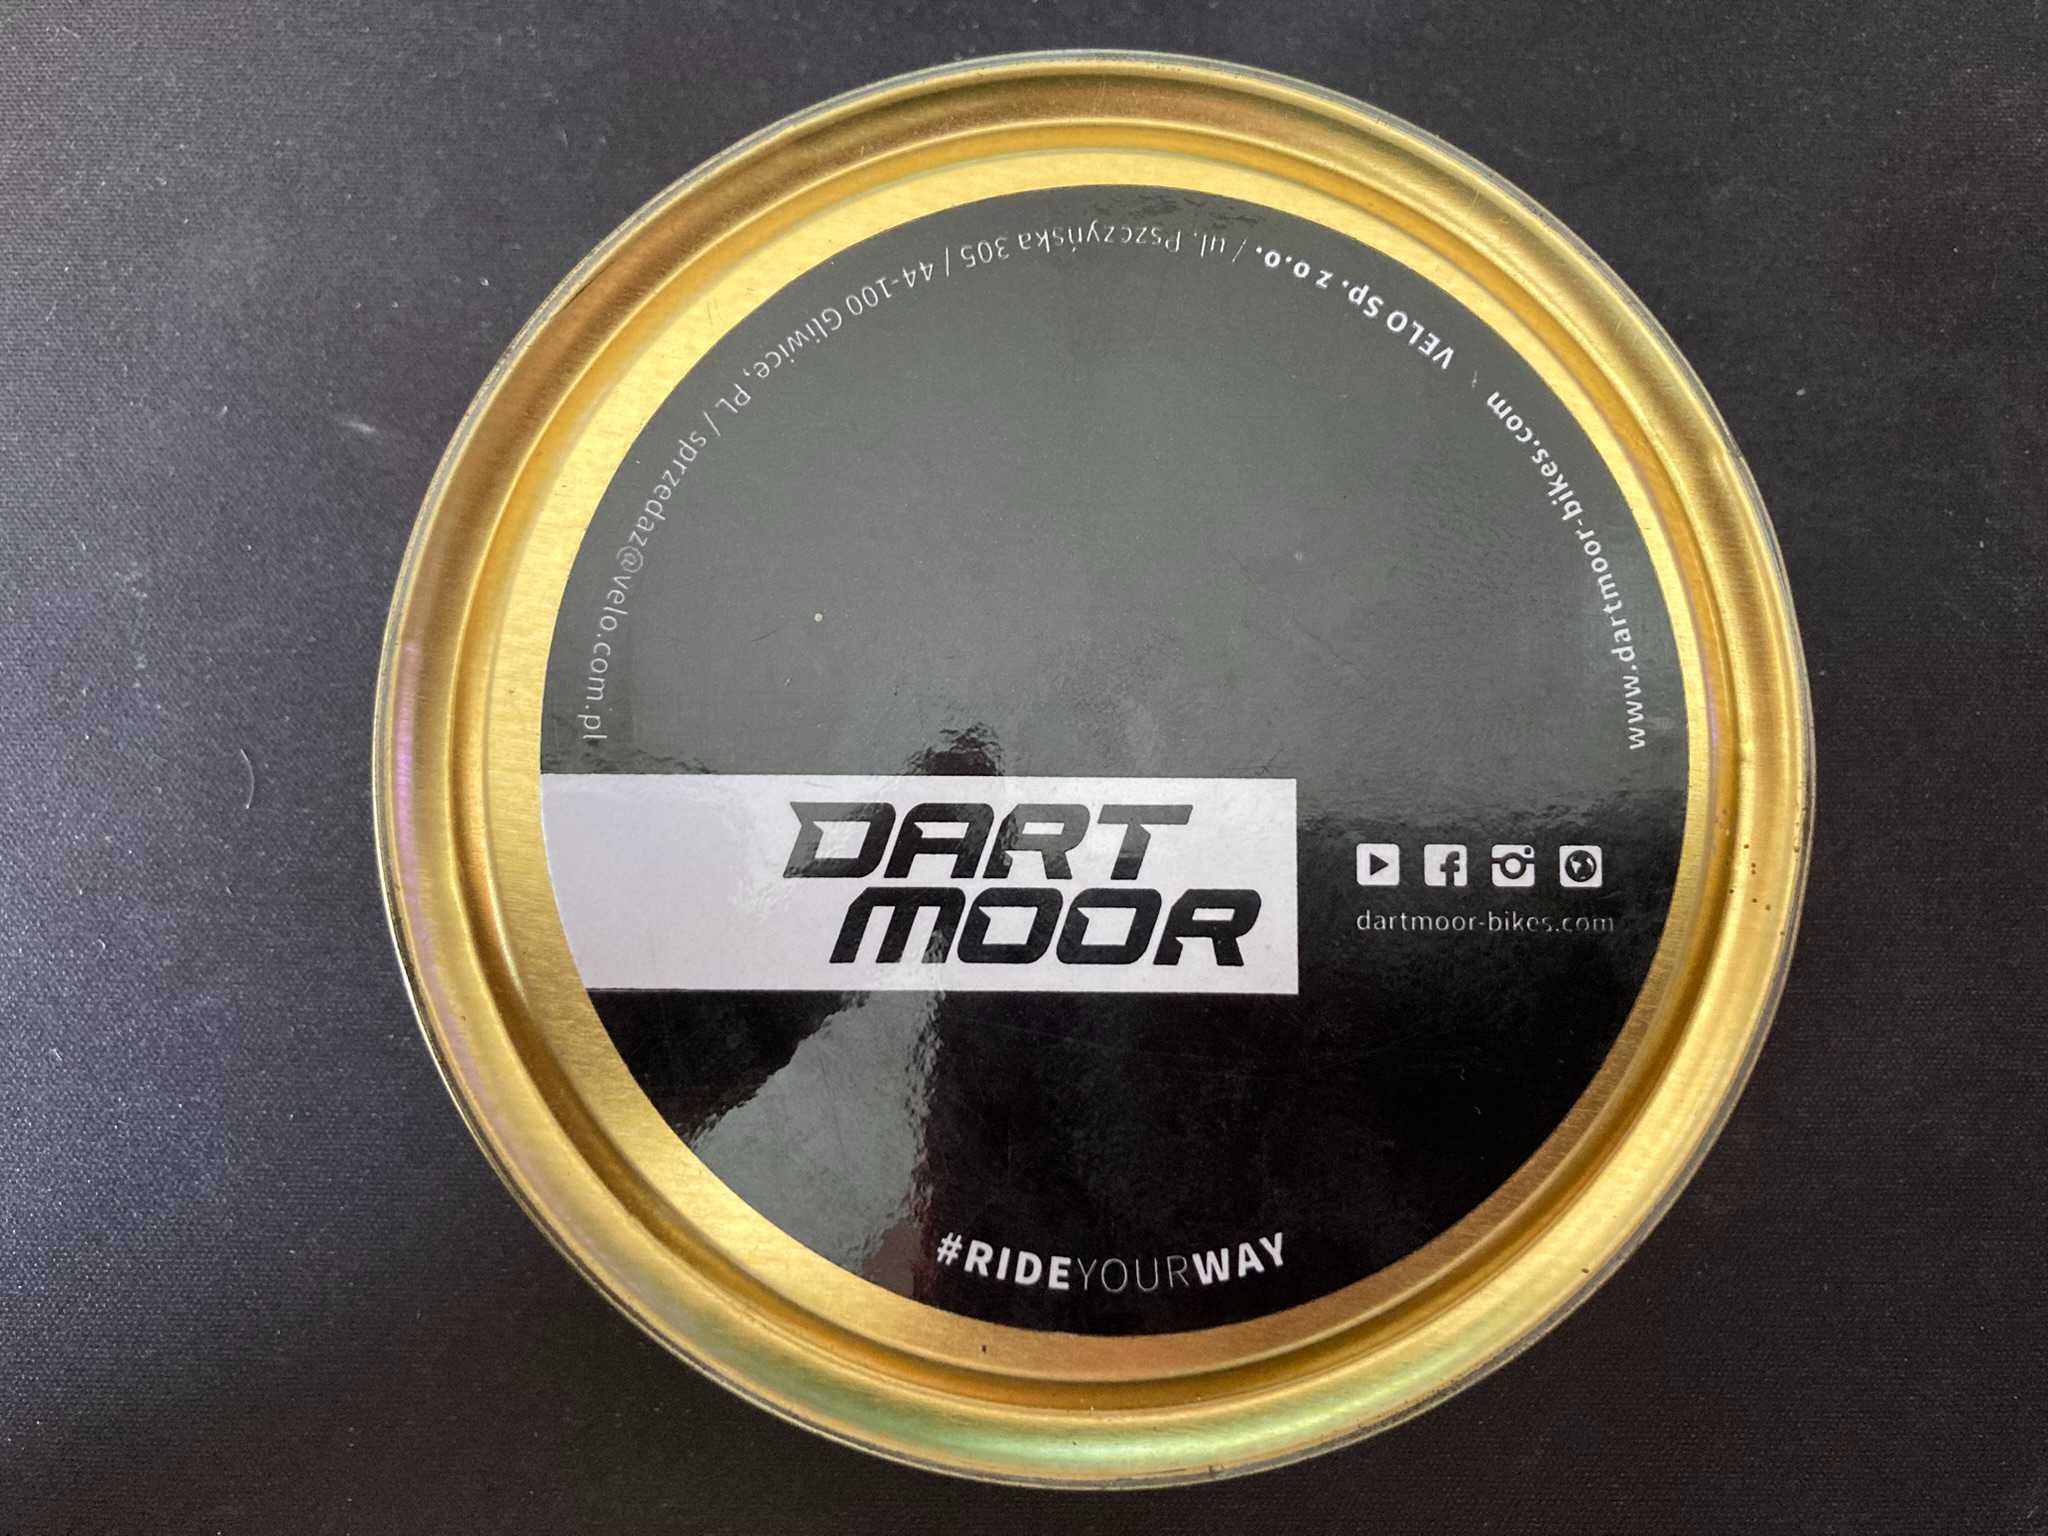 www.dartmoor-bikes.com
VELO Sp. z o.o. / ul. Pszczyńska 305 / 44-100 Gliwice, PL / sprzedaz@velo.com.pl
DART
MOOR
dartmoor-bikes.com
#RIDEYOURWAY